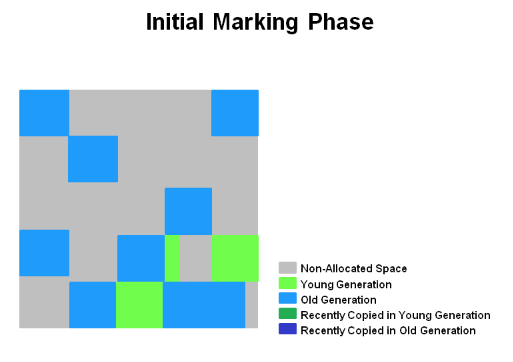 Initial Marking Phase
Non-Allocated Space
Young Generation
Old Generation
Recently Copied in Young Generation
Recently Copied in Old Generation